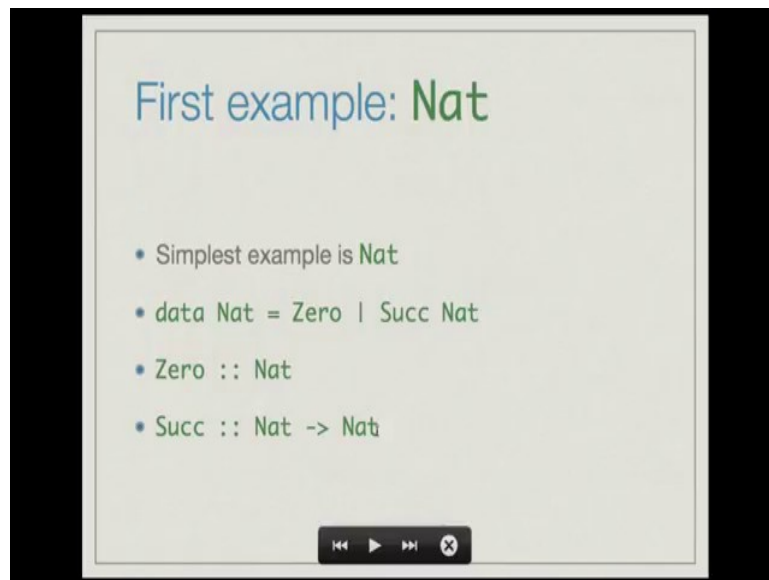 First example: Nat
• Simplest example is Nat
• data Nat = Zero | Succ Nat
• Zero :: Nat
• Succ :: Nat -> Nat